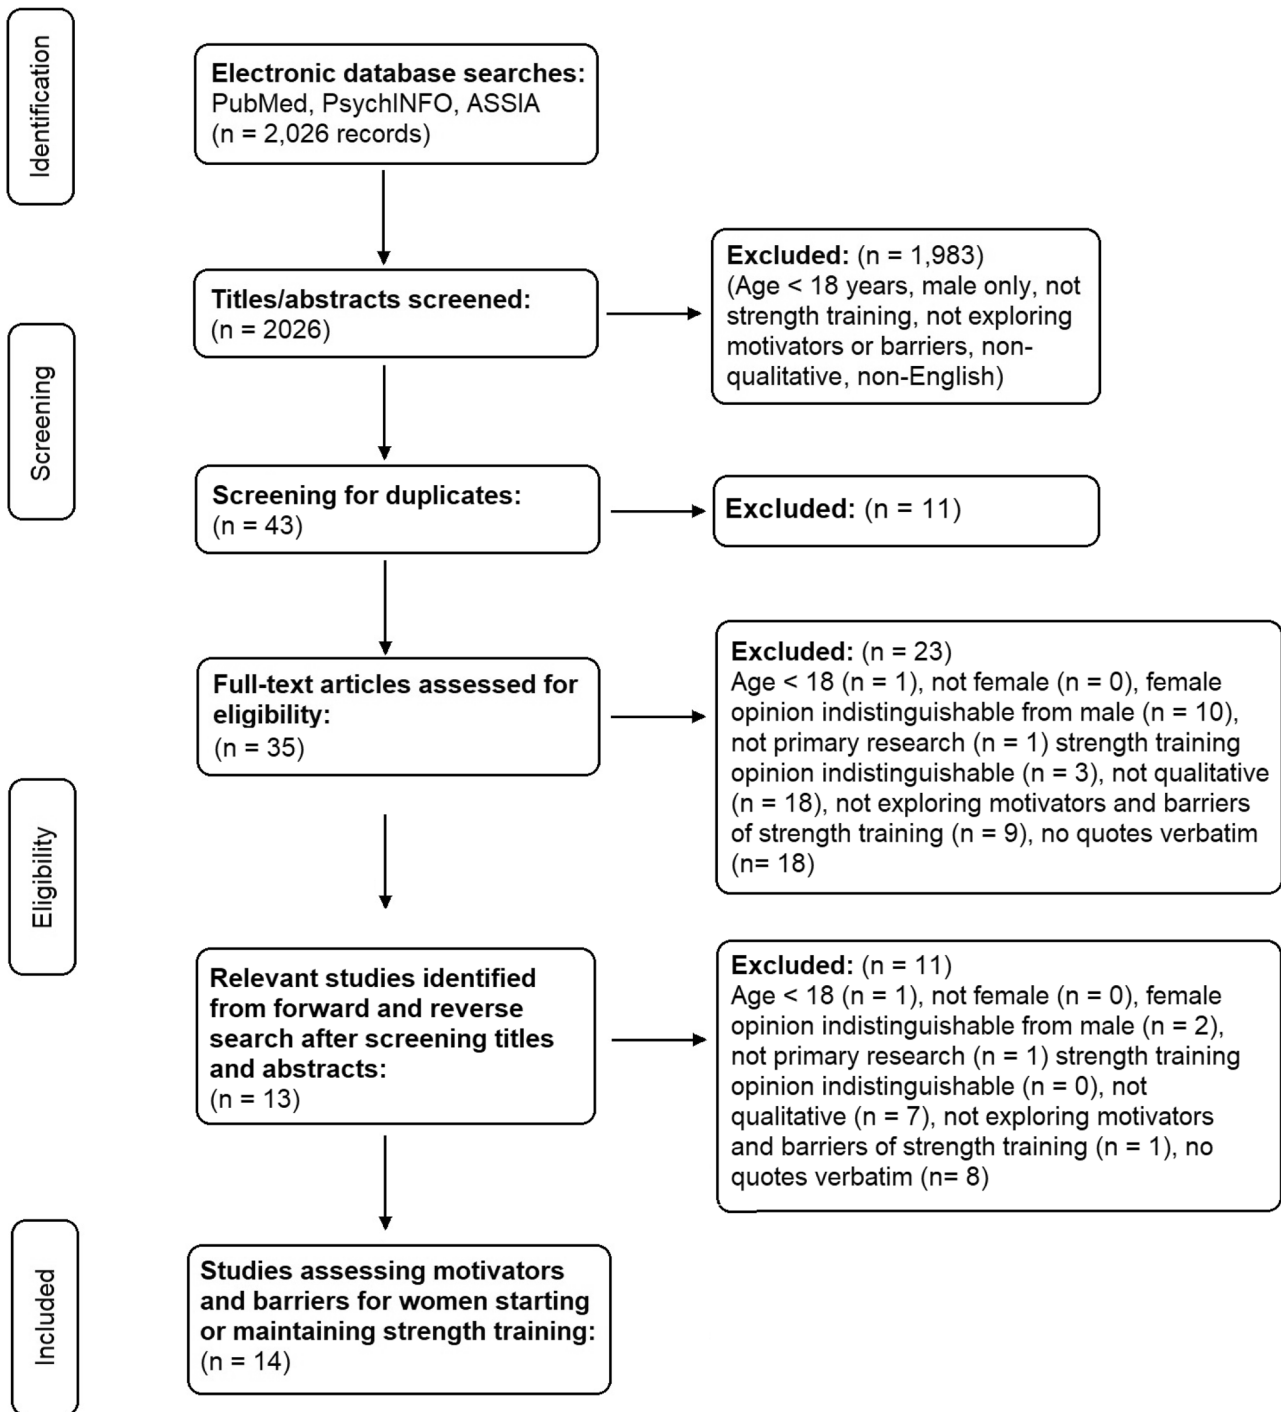 Identification
Electronic database searches:
PubMed, PsychINFO, ASSIA
(n = 2,026 records)
Screening
Titles/abstracts screened:
(n = 2026)
Excluded: (n = 1,983)
(Age < 18 years, male only, not
strength training, not exploring
motivators or barriers, non-
qualitative, non-English)
Screening for duplicates:
(n = 43)
Excluded: (n = 11)
Eligibility
Full-text articles assessed for
eligibility:
(n = 35)
Excluded: (n = 23)
Age < 18 (n = 1), not female (n = 0), female
opinion indistinguishable from male (n = 10),
not primary research (n = 1) strength training
opinion indistinguishable (n = 3), not qualitative
(n = 18), not exploring motivators and barriers
of strength training (n = 9), no quotes verbatim
(n= 18)
Relevant studies identified
from forward and reverse
search after screening titles
and abstracts:
(n = 13)
Excluded: (n = 11)
Age < 18 (n = 1), not female (n = 0), female
opinion indistinguishable from male (n = 2),
not primary research (n = 1) strength training
opinion indistinguishable (n = 0), not
qualitative (n = 7), not exploring motivators
and barriers of strength training (n = 1), no
quotes verbatim (n= 8)
Included
Studies assessing motivators
and barriers for women starting
or maintaining strength training:
(n = 14)